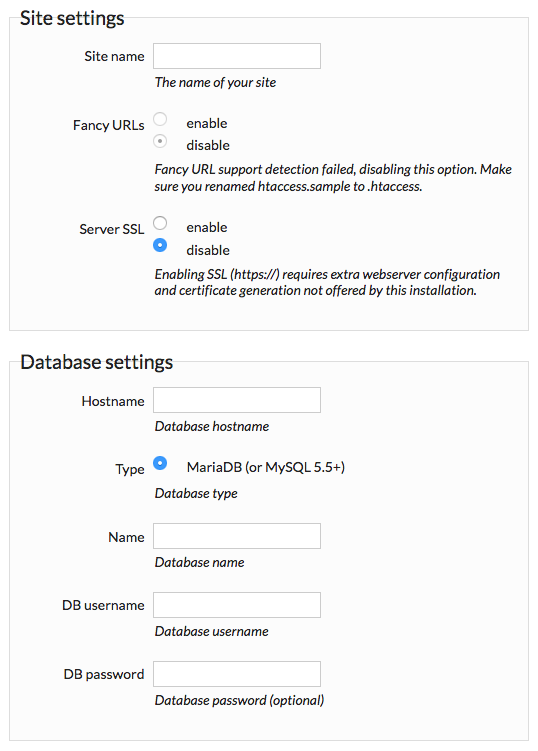 Site settings
Site name
The name of your site
Fancy URLs
enable
disable
Fancy URL support detection failed, disabling this option. Make
sure you renamed htaccess.sample to .htaccess.
Server SSL
enable
disable
Enabling SSL (https://) requires extra webserver configuration
and certificate generation not offered by this installation.
Database settings
Hostname
Database hostname
Type
MariaDB (or MySQL 5.5+)
Database type
Name
Database name
DB username
Database username
DB password
Database password (optional)